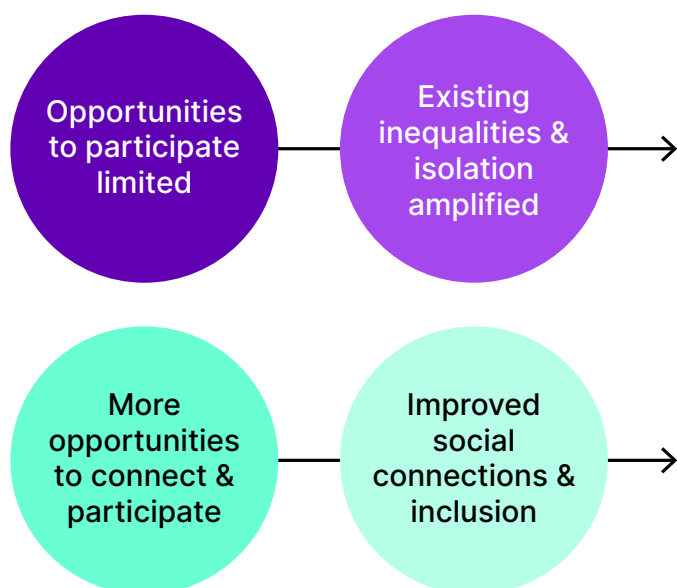 Opportunities
to participate
limited
Existing
inequalities &
isolation
amplified
More
opportunities
to connect &
participate
Improved
social
connections &
inclusion